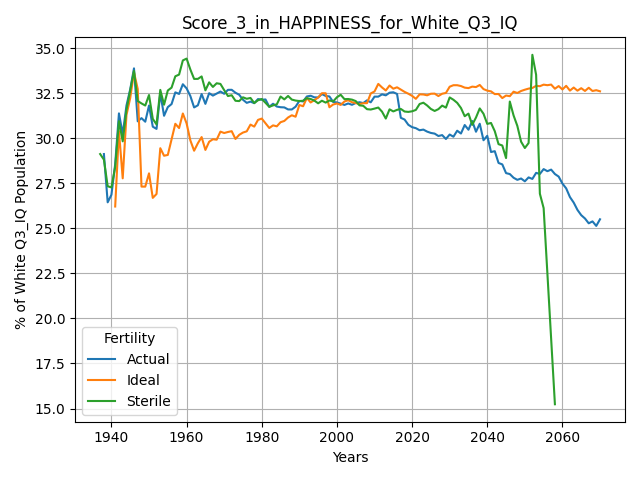 Score_3_in_HAPPINESS_for_White_Q3_IQ
% of White Q3_IQ Population
35.0
32.5
30.0
27.5
25.0
22.5
20.0
17.5
15.0
Fertility
Actual
Ideal
Sterile
1940 1960 1980 2000 2020 2040 2060
Years